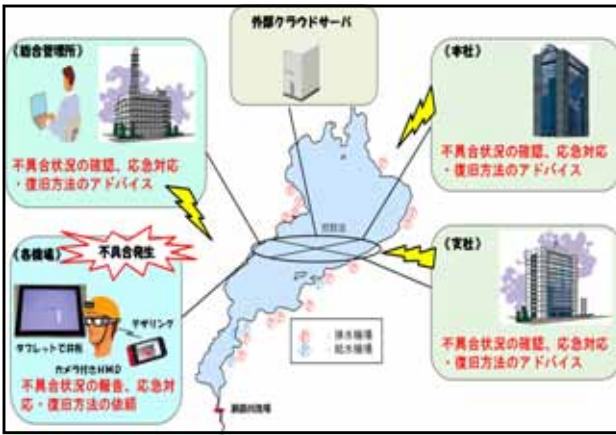 外部クラウドサーバ
(総合管理所)
不具合状況の確認、応急対応
・復旧方法のアドバイス
(本社)
不具合状況の確認、応急対応
・復旧方法のアドバイス
(各機場)
不具合発生
テザリング
タブレットで共有
カメラ付きHMD
不具合状況の報告、応急対
応・復旧方法の依頼
(支社)
不具合状況の確認、応急対応
・復旧方法のアドバイス
:排水機場
:給水機場